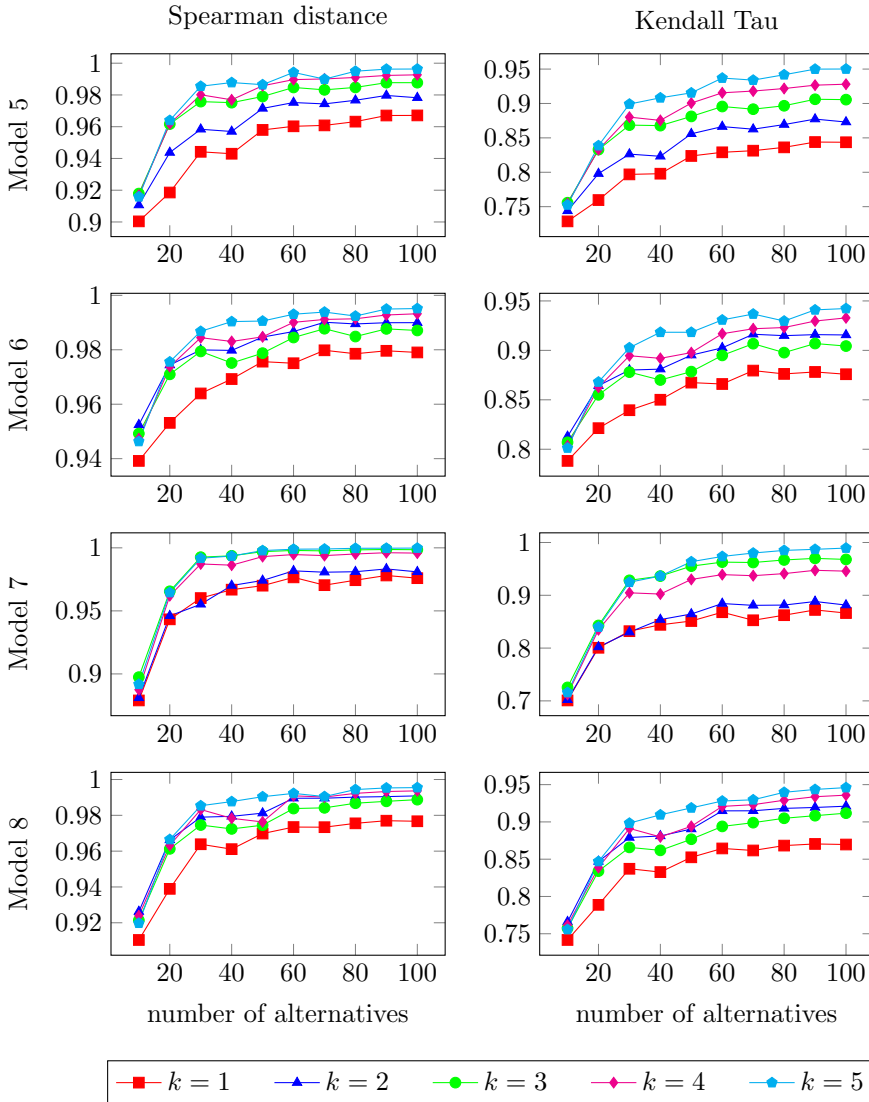 Spearman distance Kendall Tau
Model 5
1
0.98
0.96
0.94
0.92
0.9
20 40 60 80 100
0.95
0.9
0.85
0.8
0.75
20 40 60 80 100
Model 6
1
0.98
0.96
0.94
20 40 60 80 100
0.95
0.9
0.85
0.8
20 40 60 80 100
Model 7
1
0.95
0.9
20 40 60 80 100
1
0.9
0.8
0.7
20 40 60 80 100
Model 8
1
0.98
0.96
0.94
0.92
20 40 60 80 100
number of alternatives
0.95
0.9
0.85
0.8
0.75
20 40 60 80 100
number of alternatives
k = 1 k = 2 k = 3 k = 4 k = 5